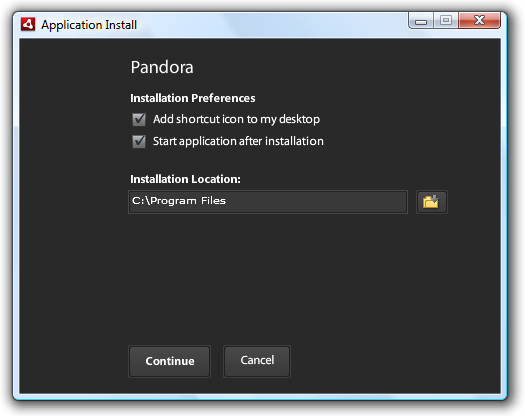 Application Install
Pandora
Installation Preferences
Add shortcut icon to my desktop
Start application after installation
Installation Location:
C:\Program Files
Continue
Cancel